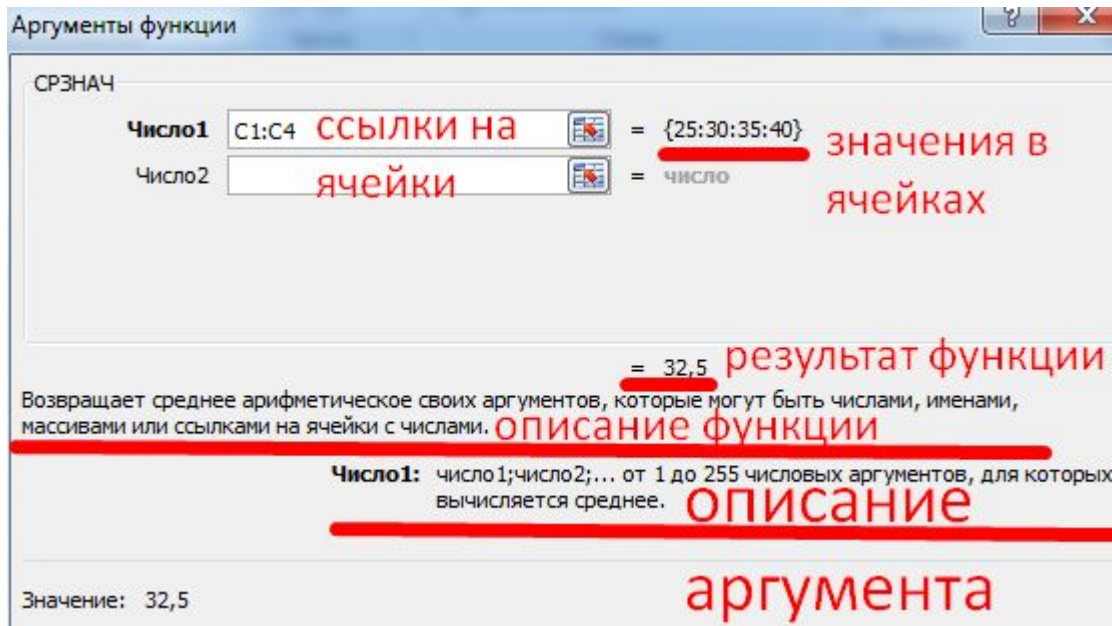 Аргументы функции
СРЗНАЧ
Число1 C1:C4 ссылки на = {25:30:35:40} значения в
Число2 ячейки = число ячейках
= 32,5 результат функции
Возвращает среднее арифметическое своих аргументов, которые могут быть числами, именами,
массивами или ссылками на ячейки с числами. описание функции
Число1: число1;число2;... от 1 до 255 числовых аргументов, для которых
вычисляется среднее. описание
аргумента
Значение: 32,5